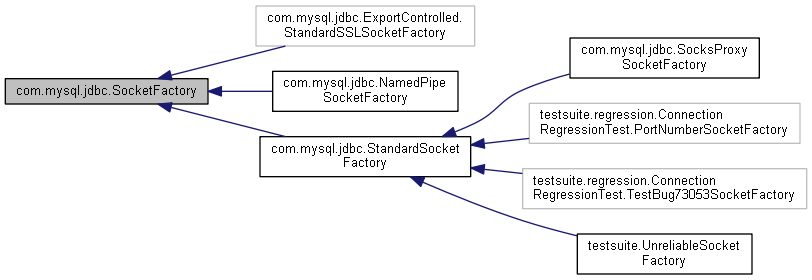 com.mysql.jdbc.ExportControlled.
StandardSSLSocketFactory
com.mysql.jdbc.SocketFactory
com.mysql.jdbc.NamedPipe
SocketFactory
com.mysql.jdbc.StandardSocket
Factory
com.mysql.jdbc.SocksProxy
SocketFactory
testsuite.regression.Connection
RegressionTest.PortNumberSocketFactory
testsuite.regression.Connection
RegressionTest.TestBug73053SocketFactory
testsuite.UnreliableSocket
Factory